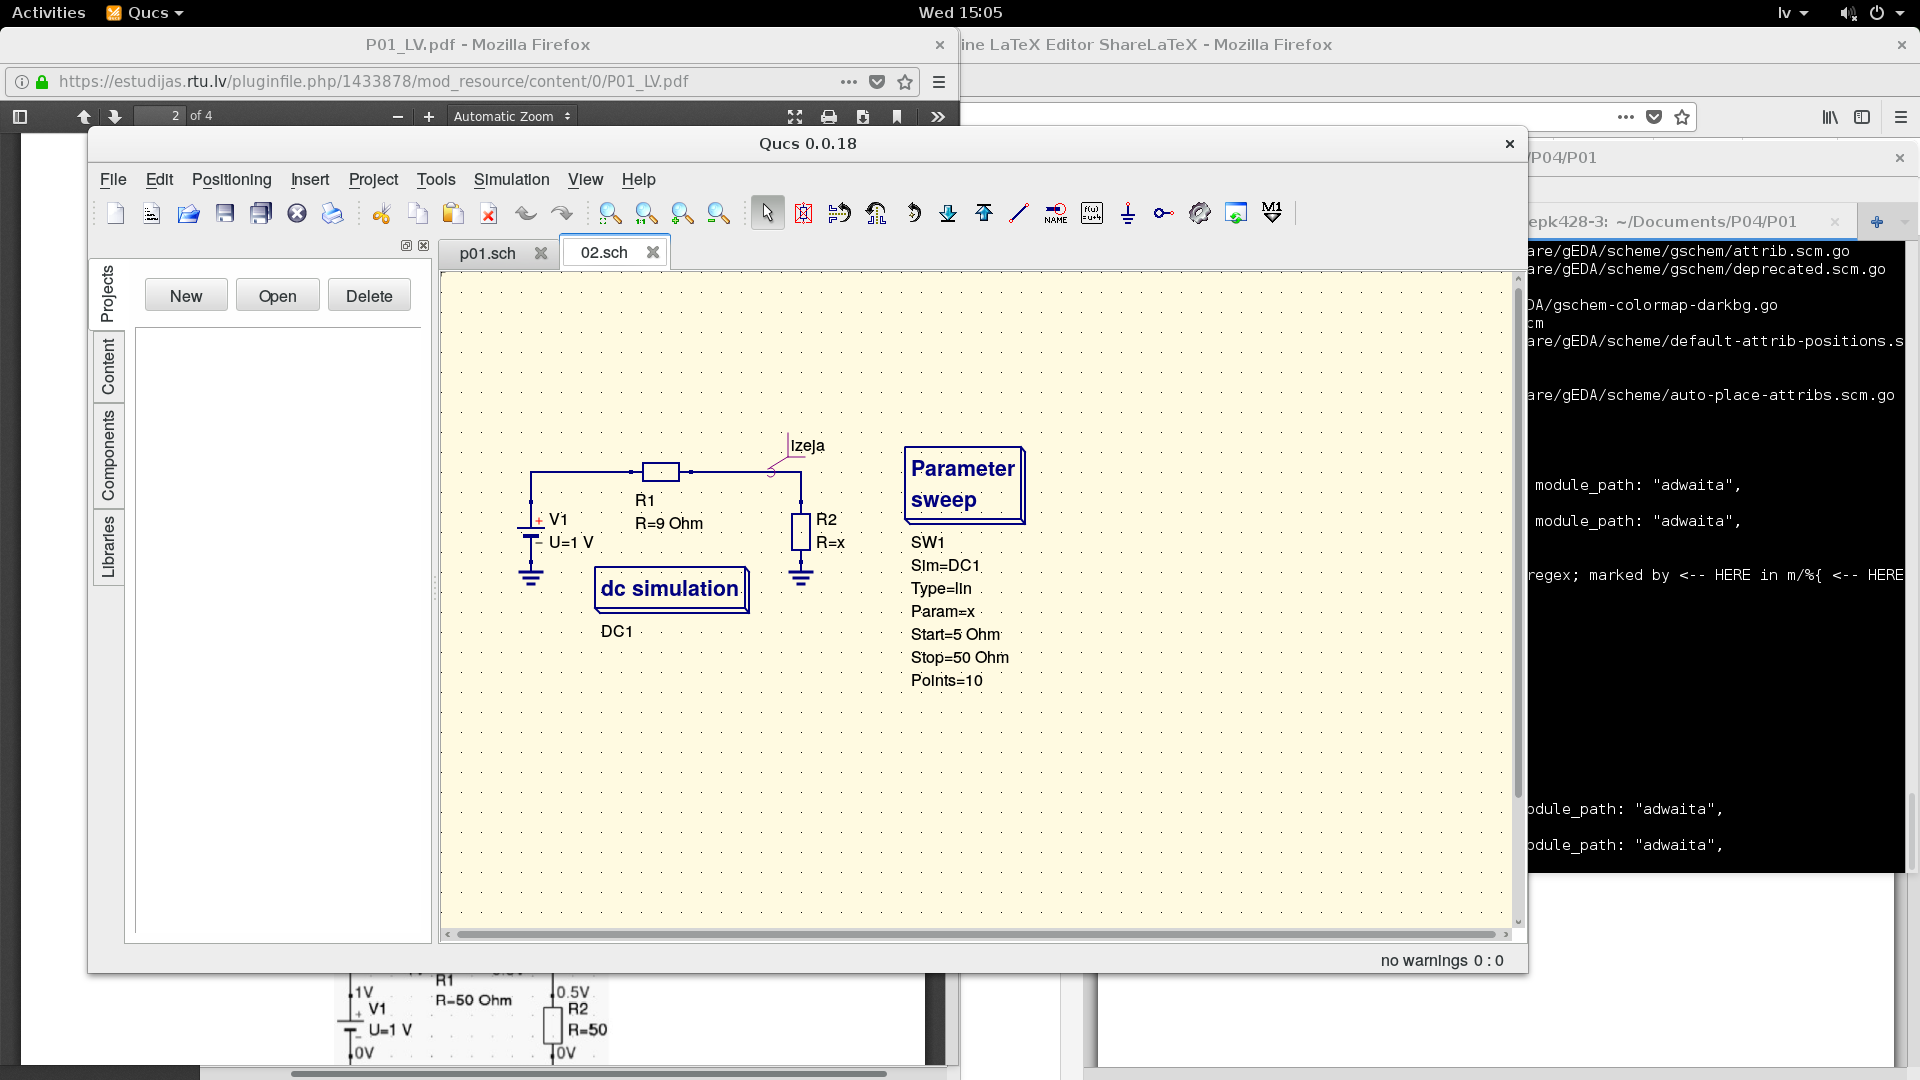 Activities Qucs Wed 15:05 lv
P01_LV.pdf - Mozilla Firefox
ine LaTeX Editor ShareLaTeX - Mozilla Firefox
https://estudijas.rtu.lv/pluginfile.php/1433878/mod_resource/content/0/P01_LV.pdf
2 of 4 Automatic Zoom
Qucs 0.0.18
/P04/P01
File Edit Positioning Insert Project Tools Simulation View Help
NAME
M1
epk428-3: ~/Documents/P04/P01
p01.sch 02.sch
Projects
Content
Components
Libraries
New Open Delete
are/gEDA/scheme/gschem/attrib.scm.go
are/gEDA/scheme/gschem/deprecated.scm.go
DA/gschem-colormap-darkbg.go
cm
are/gEDA/scheme/default-attrib-positions.s
are/gEDA/scheme/auto-place-attribs.scm.go
module_path: "adwaita",
module_path: "adwaita",
regex; marked by <-- HERE in m/%{ <-- HERE
odule_path: "adwaita",
odule_path: "adwaita",
Izeja
R1
R=9 Ohm
+ V1
U=1 V
R2
R=x
dc simulation
DC1
Parameter
sweep
SW1
Sim=DC1
Type=lin
Param=x
Start=5 Ohm
Stop=50 Ohm
Points=10
no warnings 0 : 0
R1
R=50 Ohm
1V
V1
U=1 V
0V
0.5V
R2
R=50
0V